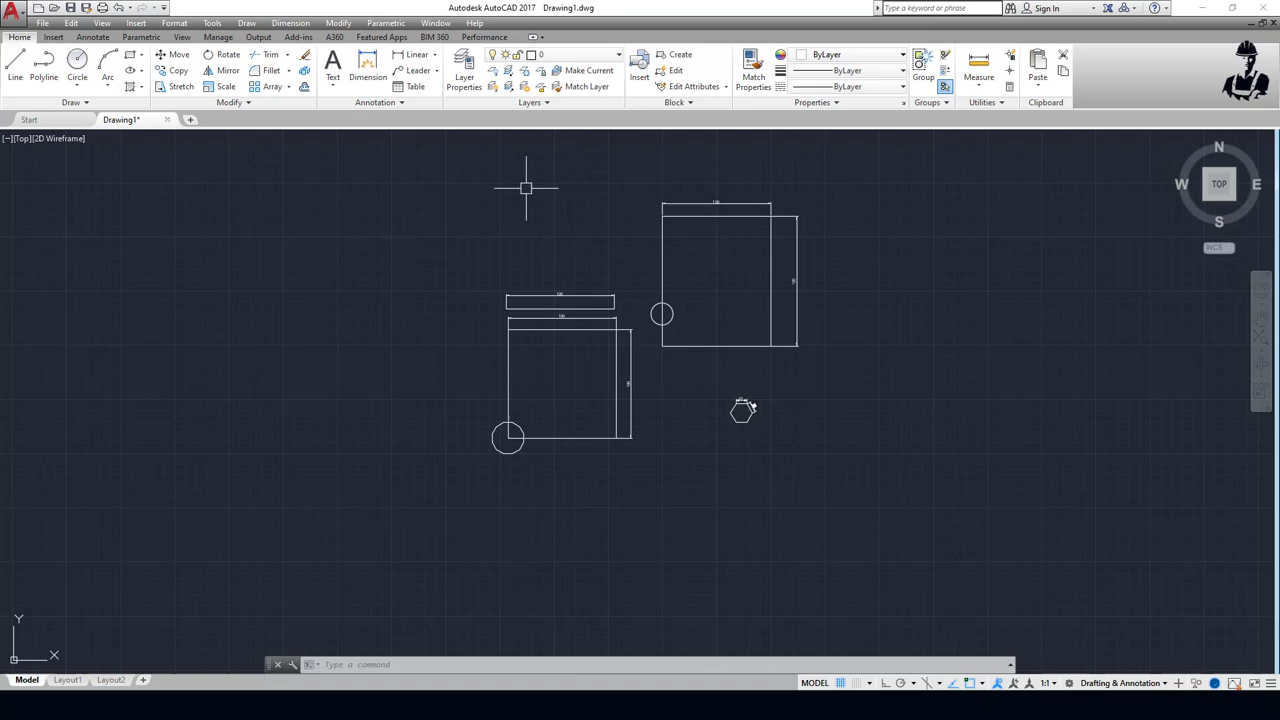 Autodesk AutoCAD 2017 Drawing1.dwg
Type a keyword or phrase
Sign In
File Edit View Insert Format Tools Draw Dimension Modify Parametric Window Help
Home Insert Annotate Parametric View Manage Output Add-ins A360 Featured Apps BIM 360 Performance
Line Polyline Circle Arc
Move Rotate Trim
Copy Mirror Fillet
Stretch Scale Array
Text Dimension
Linear
Leader
Table
Layer Properties
0
Make Current
Match Layer
Insert
Create
Edit
Edit Attributes
Match Properties
ByLayer
ByLayer
ByLayer
Group
Measure
Paste
Draw Modify Annotation Layers Block Properties Groups Utilities Clipboard
Start Drawing1*
[−][Top][2D Wireframe]
N
W TOP E
S
WCS
Y
X
Type a command
Model Layout1 Layout2
MODEL 1:1 Drafting & Annotation